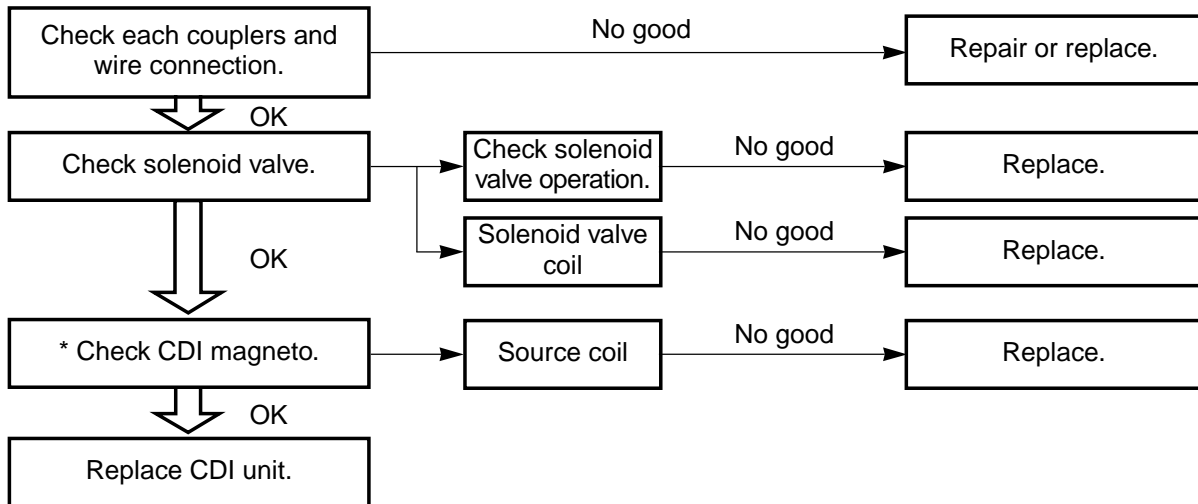 Check each couplers and
wire connection.
No good
Repair or replace.
OK
Check solenoid valve.
Check solenoid
valve operation.
No good
Replace.
Solenoid valve
coil
No good
Replace.
OK
* Check CDI magneto.
Source coil
No good
Replace.
OK
Replace CDI unit.